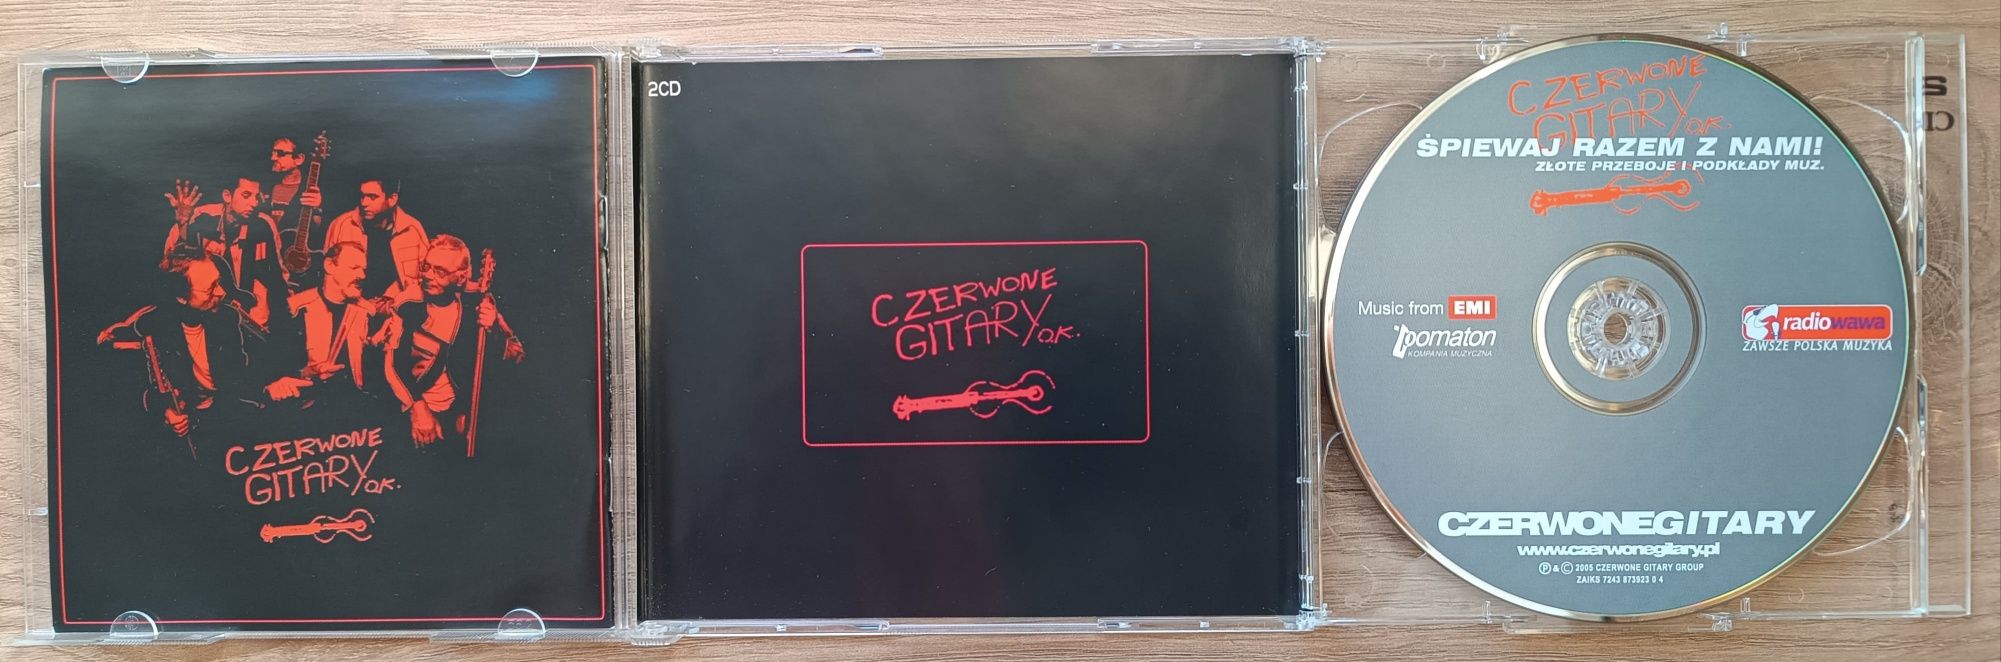 CZERWONE
GITARY O.K.
2CD
CZERWONE
GITARY O.K.
CZERWONE
GITARY O.K.
ŚPIEWAJ RAZEM Z NAMI!
ZŁOTE PRZEBOJE I PODKŁADY MUZ.
Music from EMI
pomaton
KOMPANIA MUZYCZNA
radiowawa
ZAWSZE POLSKA MUZYKA
CZERWONEGITARY
www.czerwonegitary.pl
Ⓟ & © 2005 CZERWONE GITARY GROUP
ZAIKS 7243 873923 0 4